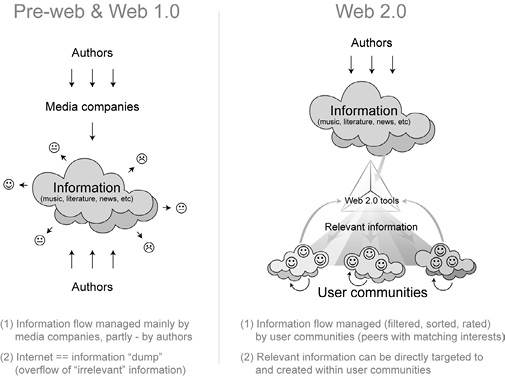 Pre-web & Web 1.0
Authors
Media companies
Information
(music, literature, news, etc)
Authors
(1) Information flow managed mainly by
media companies, partly - by authors
(2) Internet == information “dump”
(overflow of “irrelevant” information)
Web 2.0
Authors
Information
(music, literature, news, etc)
Web 2.0 tools
Relevant information
User communities
(1) Information flow managed (filtered, sorted, rated)
by user communities (peers with matching interests)
(2) Relevant information can be directly targeted to
and created within user communities